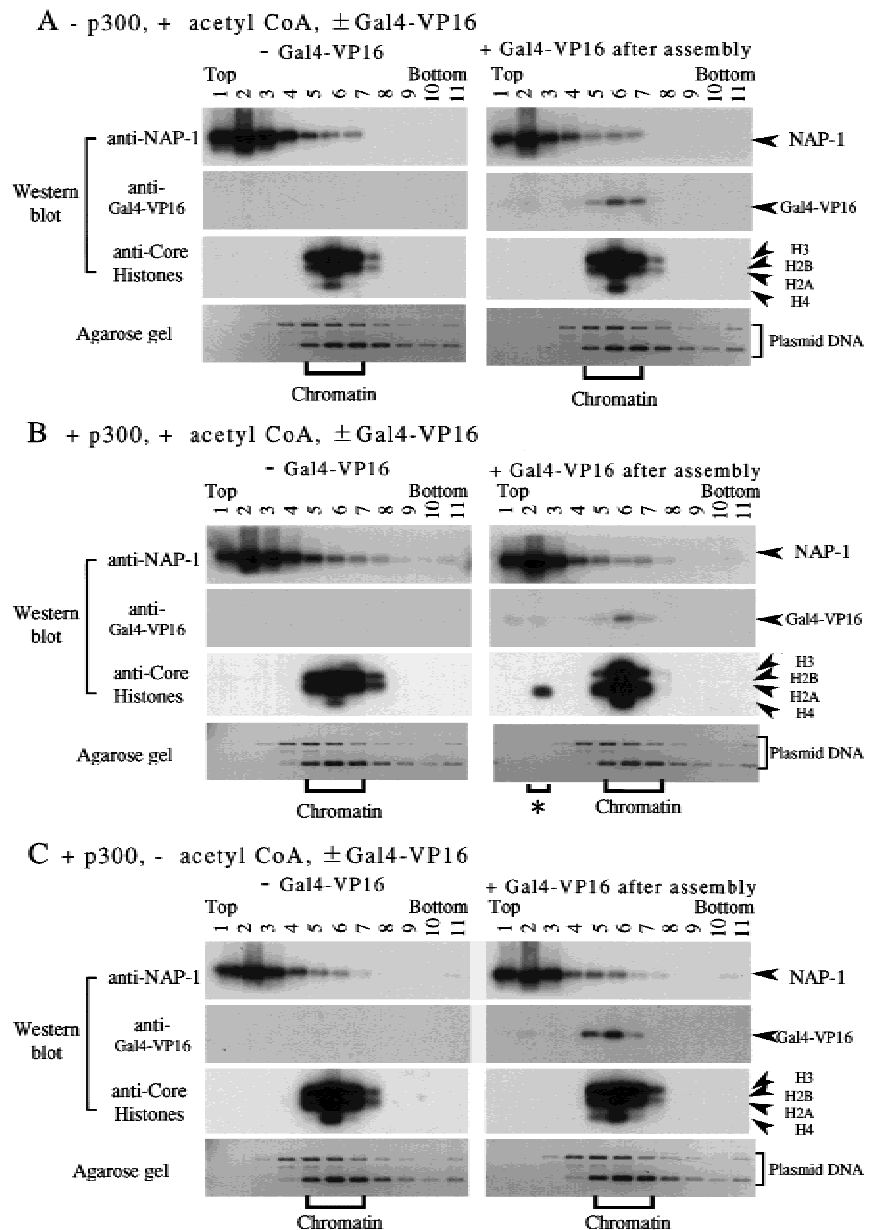 A - p300, + acetyl CoA, ±Gal4-VP16
- Gal4-VP16
+ Gal4-VP16 after assembly
Top Bottom
1 2 3 4 5 6 7 8 9 10 11
Top Bottom
1 2 3 4 5 6 7 8 9 10 11
Western blot
anti-NAP-1
NAP-1
anti-Gal4-VP16
Gal4-VP16
anti-Core Histones
H3
H2B
H2A
H4
Agarose gel
Plasmid DNA
Chromatin
Chromatin
B + p300, + acetyl CoA, ±Gal4-VP16
- Gal4-VP16
+ Gal4-VP16 after assembly
Top Bottom
1 2 3 4 5 6 7 8 9 10 11
Top Bottom
1 2 3 4 5 6 7 8 9 10 11
Western blot
anti-NAP-1
NAP-1
anti-Gal4-VP16
Gal4-VP16
anti-Core Histones
H3
H2B
H2A
H4
Agarose gel
Plasmid DNA
Chromatin
* Chromatin
C + p300, - acetyl CoA, ±Gal4-VP16
- Gal4-VP16
+ Gal4-VP16 after assembly
Top Bottom
1 2 3 4 5 6 7 8 9 10 11
Top Bottom
1 2 3 4 5 6 7 8 9 10 11
Western blot
anti-NAP-1
NAP-1
anti-Gal4-VP16
Gal4-VP16
anti-Core Histones
H3
H2B
H2A
H4
Agarose gel
Plasmid DNA
Chromatin
Chromatin